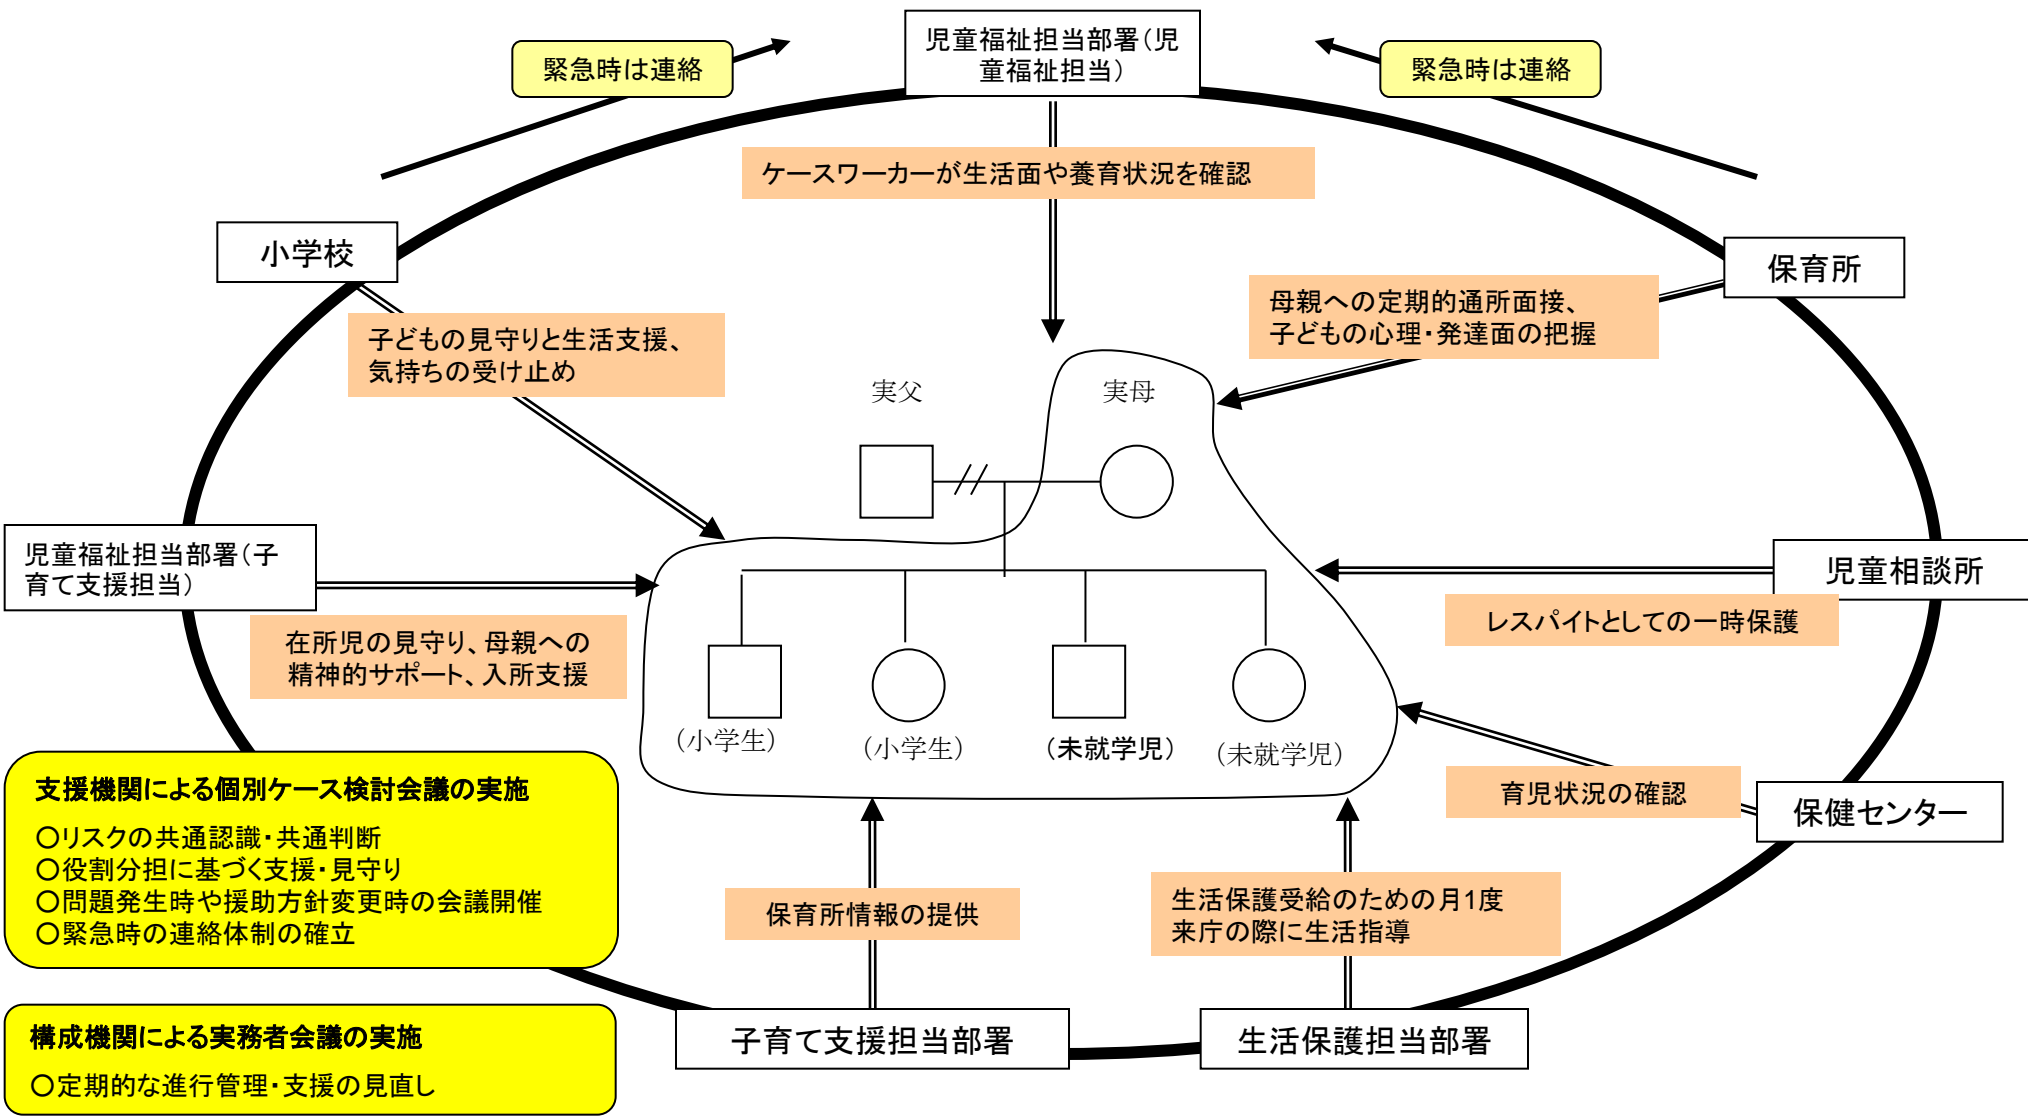 児童福祉担当部署（児
童福祉担当）
緊急時は連絡
緊急時は連絡
ケースワーカーが生活面や養育状況を確認
小学校
保育所
母親への定期的通所面接、
子どもの心理・発達面の把握
子どもの見守りと生活支援、
気持ちの受け止め
実父
実母
児童福祉担当部署（子
育て支援担当）
児童相談所
レスパイトとしての一時保護
在所児の見守り、母親への
精神的サポート、入所支援
（小学生）
（小学生）
（未就学児）
（未就学児）
支援機関による個別ケース検討会議の実施
○リスクの共通認識・共通判断
○役割分担に基づく支援・見守り
○問題発生時や援助方針変更時の会議開催
○緊急時の連絡体制の確立
育児状況の確認
保健センター
保育所情報の提供
生活保護受給のための月1度
来庁の際に生活指導
構成機関による実務者会議の実施
○定期的な進行管理・支援の見直し
子育て支援担当部署
生活保護担当部署